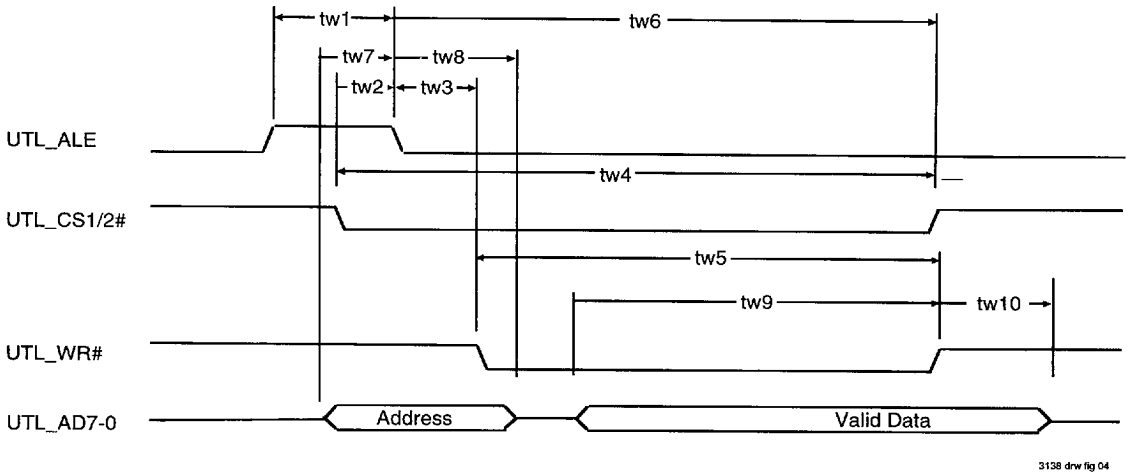 tw1
tw6
tw7
tw8
tw2
tw3
UTL_ALE
tw4
UTL_CS1/2#
tw5
tw9
tw10
UTL_WR#
UTL_AD7-0
Address
Valid Data
3138 drw fig 04